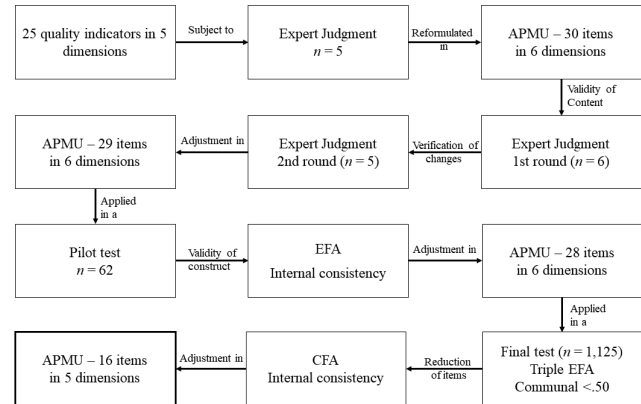 25 quality indicators in 5
dimensions
Subject to
Expert Judgment
n = 5
Reformulated
in
APMU – 30 items
in 6 dimensions
Validity of
Content
Expert Judgment
1st round (n = 6)
Verification of
changes
Expert Judgment
2nd round (n = 5)
Adjustment in
APMU – 29 items
in 6 dimensions
Applied
in a
Pilot test
n = 62
Validity of
construct
EFA
Internal consistency
Adjustment in
APMU – 28 items
in 6 dimensions
Applied
in a
Final test (n = 1,125)
Triple EFA
Communal <.50
Reduction
of items
CFA
Internal consistency
Adjustment in
APMU – 16 items
in 5 dimensions